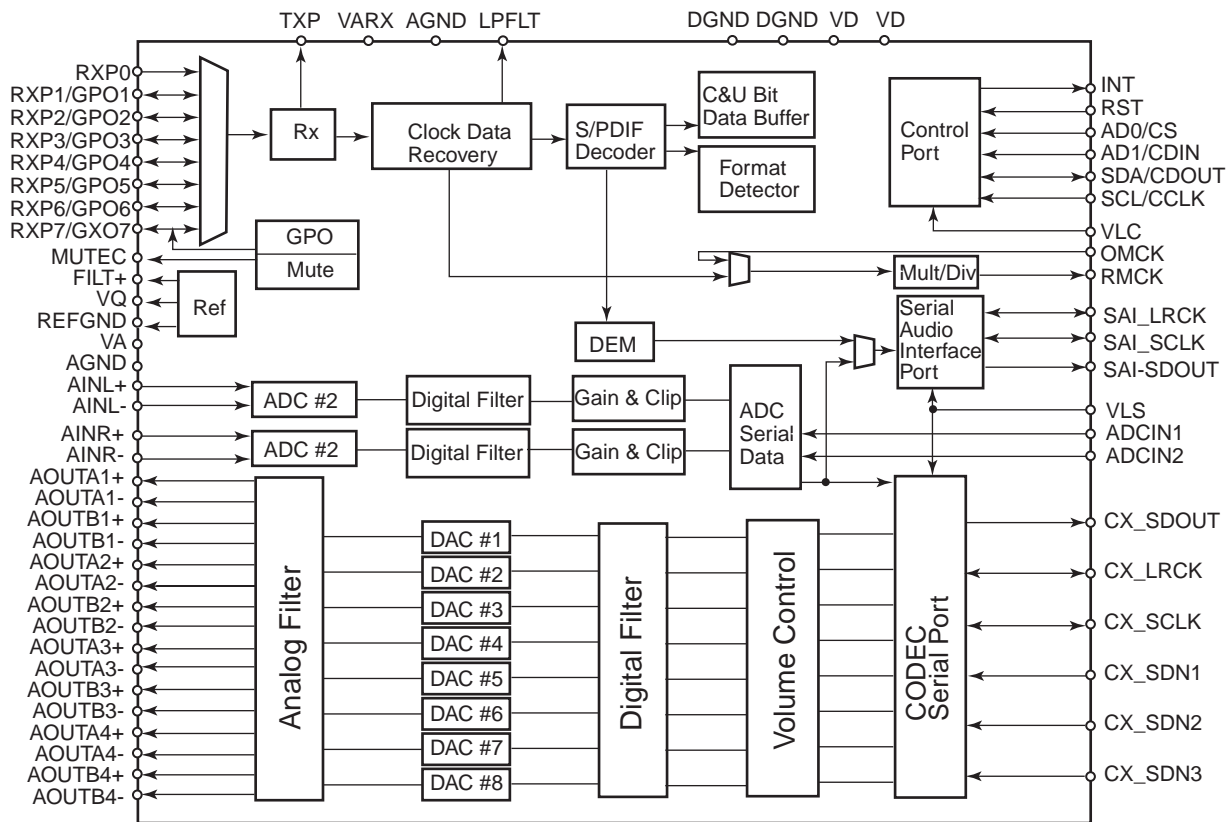 TXP VARX AGND LPFLT DGND DGND VD VD
RXP0
RXP1/GPO1
RXP2/GPO2
RXP3/GPO3
RXP4/GPO4
RXP5/GPO5
RXP6/GPO6
RXP7/GXO7
MUTEC
FILT+
VQ
REFGND
VA
AGND
AINL+
AINL-
AINR+
AINR-
AOUTA1+
AOUTA1-
AOUTB1+
AOUTB1-
AOUTA2+
AOUTA2-
AOUTB2+
AOUTB2-
AOUTA3+
AOUTA3-
AOUTB3+
AOUTB3-
AOUTA4+
AOUTA4-
AOUTB4+
AOUTB4-
Rx
Clock Data
Recovery
S/PDIF
Decoder
C&U Bit
Data Buffer
Format
Detector
Control
Port
GPO
Mute
Ref
Mult/Div
DEM
Serial
Audio
Interface
Port
ADC #2
Digital Filter
Gain & Clip
ADC #2
Digital Filter
Gain & Clip
ADC
Serial
Data
Analog Filter
DAC #1
DAC #2
DAC #3
DAC #4
DAC #5
DAC #6
DAC #7
DAC #8
Digital Filter
Volume Control
CODEC
Serial Port
INT
RST
AD0/CS
AD1/CDIN
SDA/CDOUT
SCL/CCLK
VLC
OMCK
RMCK
SAI_LRCK
SAI_SCLK
SAI-SDOUT
VLS
ADCIN1
ADCIN2
CX_SDOUT
CX_LRCK
CX_SCLK
CX_SDN1
CX_SDN2
CX_SDN3